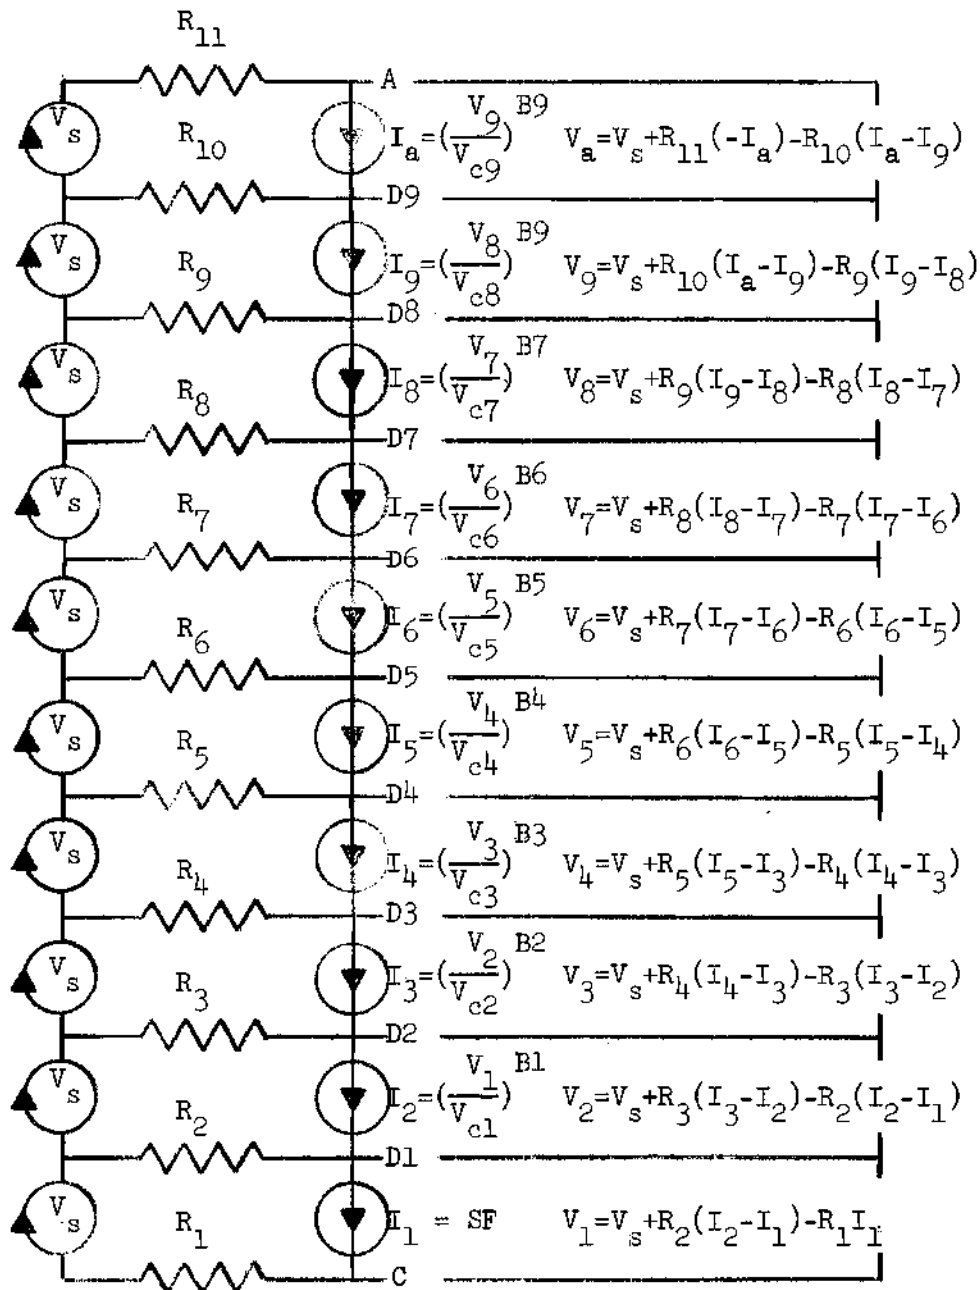 R11
A
Vs R10 Ia=(V9/Vc9)^B9 Va=Vs+R11(-Ia)-R10(Ia-I9)
D9
Vs R9 I9=(V8/Vc8)^B9 V9=Vs+R10(Ia-I9)-R9(I9-I8)
D8
Vs R8 I8=(V7/Vc7)^B7 V8=Vs+R9(I9-I8)-R8(I8-I7)
D7
Vs R7 I7=(V6/Vc6)^B6 V7=Vs+R8(I8-I7)-R7(I7-I6)
D6
Vs R6 I6=(V5/Vc5)^B5 V6=Vs+R7(I7-I6)-R6(I6-I5)
D5
Vs R5 I5=(V4/Vc4)^B4 V5=Vs+R6(I6-I5)-R5(I5-I4)
D4
Vs R4 I4=(V3/Vc3)^B3 V4=Vs+R5(I5-I3)-R4(I4-I3)
D3
Vs R3 I3=(V2/Vc2)^B2 V3=Vs+R4(I4-I3)-R3(I3-I2)
D2
Vs R2 I2=(V1/Vc1)^B1 V2=Vs+R3(I3-I2)-R2(I2-I1)
D1
Vs R1 I1 = SF V1=Vs+R2(I2-I1)-R1I1
C